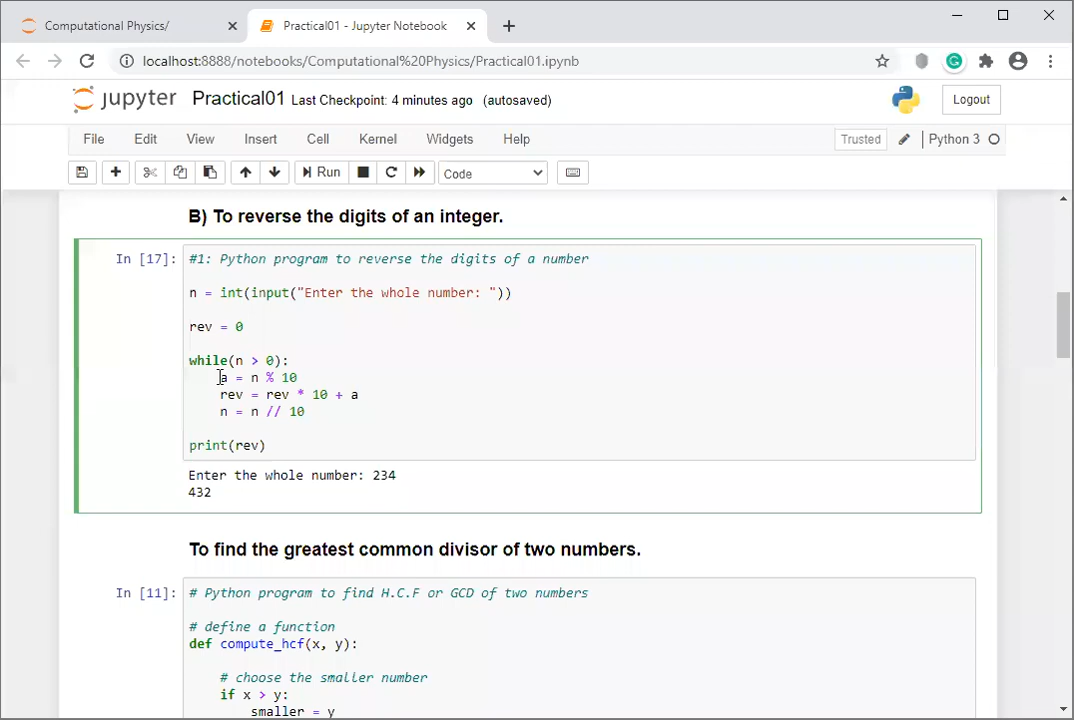 Computational Physics/
Practical01 - Jupyter Notebook
localhost:8888/notebooks/Computational%20Physics/Practical01.ipynb
jupyter Practical01 Last Checkpoint: 4 minutes ago (autosaved)
Logout
File Edit View Insert Cell Kernel Widgets Help
Trusted
Python 3
Run
Code
B) To reverse the digits of an integer.
In [17]:
#1: Python program to reverse the digits of a number
n = int(input("Enter the whole number: "))
rev = 0
while(n > 0):
a = n % 10
rev = rev * 10 + a
n = n // 10
print(rev)
Enter the whole number: 234
432
To find the greatest common divisor of two numbers.
In [11]:
# Python program to find H.C.F or GCD of two numbers
# define a function
def compute_hcf(x, y):
# choose the smaller number
if x > y:
smaller = y